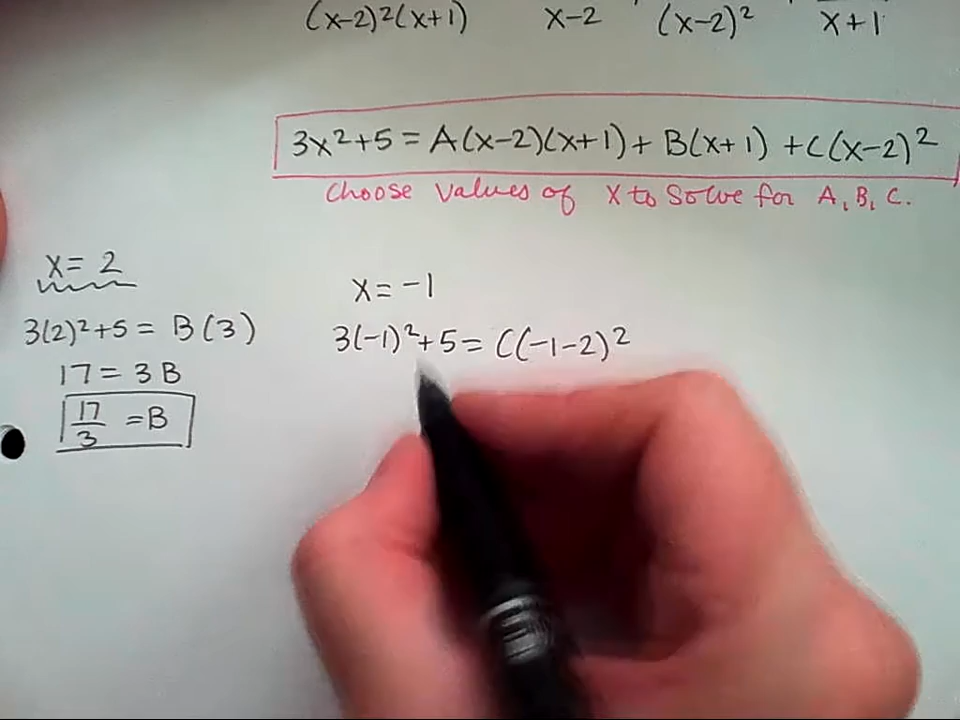 (x-2)²(x+1) x-2 (x-2)² x+1
3x²+5 = A(x-2)(x+1) + B(x+1) + C(x-2)²
Choose values of x to solve for A, B, C.
x = 2
3(2)²+5 = B(3)
17 = 3B
17/3 = B
x = -1
3(-1)²+5 = C(-1-2)²